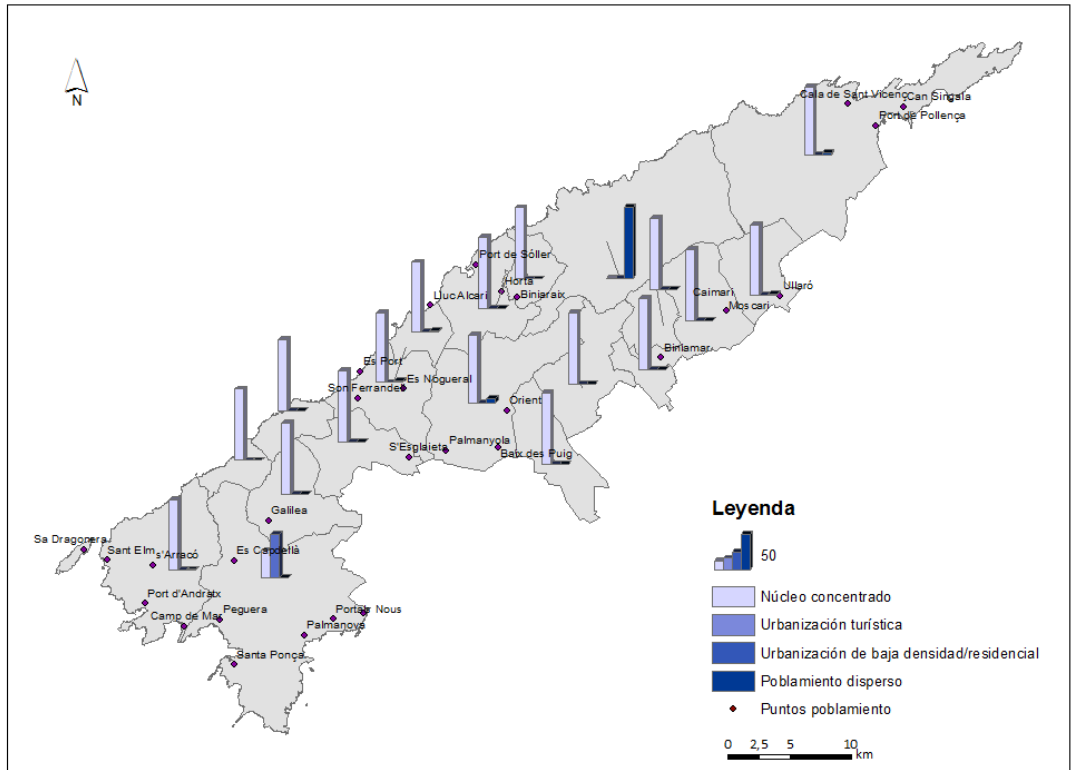 N
Cala de Sant Vicenç
Can Singala
Port de Pollença
Port de Sóller
Horta
Biniaraix
Lluc Alcari
Caimari
Ullaró
Moscari
Biniamar
Es Port
Es Nogueral
Son Ferrandell
Orient
S'Esglaieta
Palmanyola
Baix des Puig
Galilea
Sa Dragonera
Sant Elm
s'Arracó
Es Capdellà
Port d'Andratx
Camp de Mar
Peguera
Portals Nous
Palmanova
Santa Ponça
Leyenda
50
Núcleo concentrado
Urbanización turística
Urbanización de baja densidad/residencial
Poblamiento disperso
Puntos poblamiento
0 2,5 5 10
km